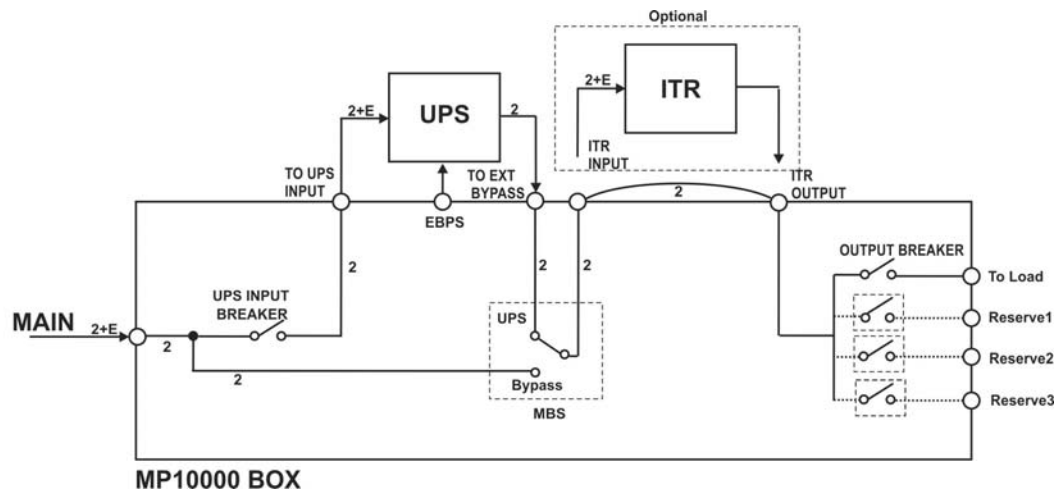 Optional
2+E
ITR
ITR
INPUT
2+E
UPS
2
TO UPS
INPUT
EBPS
TO EXT
BYPASS
2
ITR
OUTPUT
2
2
2
OUTPUT BREAKER
To Load
Reserve1
Reserve2
Reserve3
UPS INPUT
BREAKER
MAIN
2+E
2
2
UPS
Bypass
MBS
MP10000 BOX